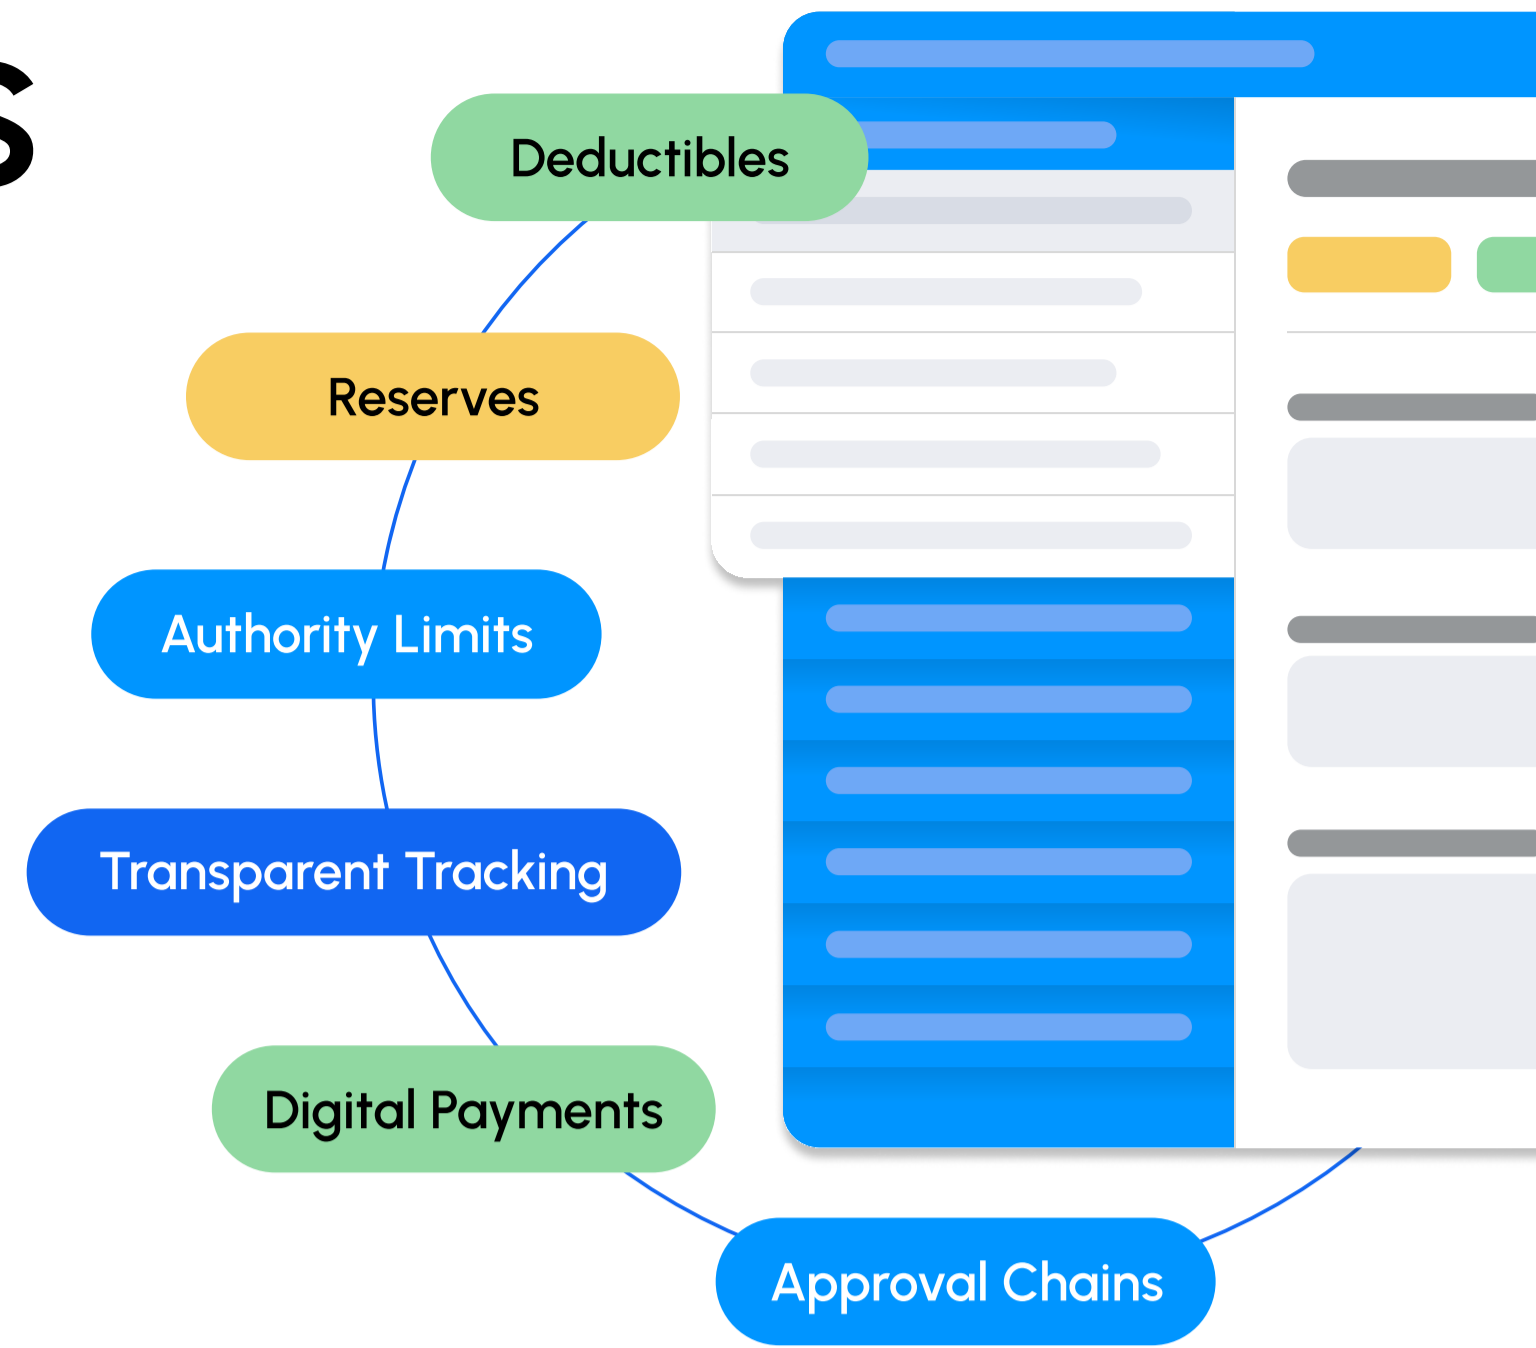 s
Deductibles
Reserves
Authority Limits
Transparent Tracking
Digital Payments
Approval Chains